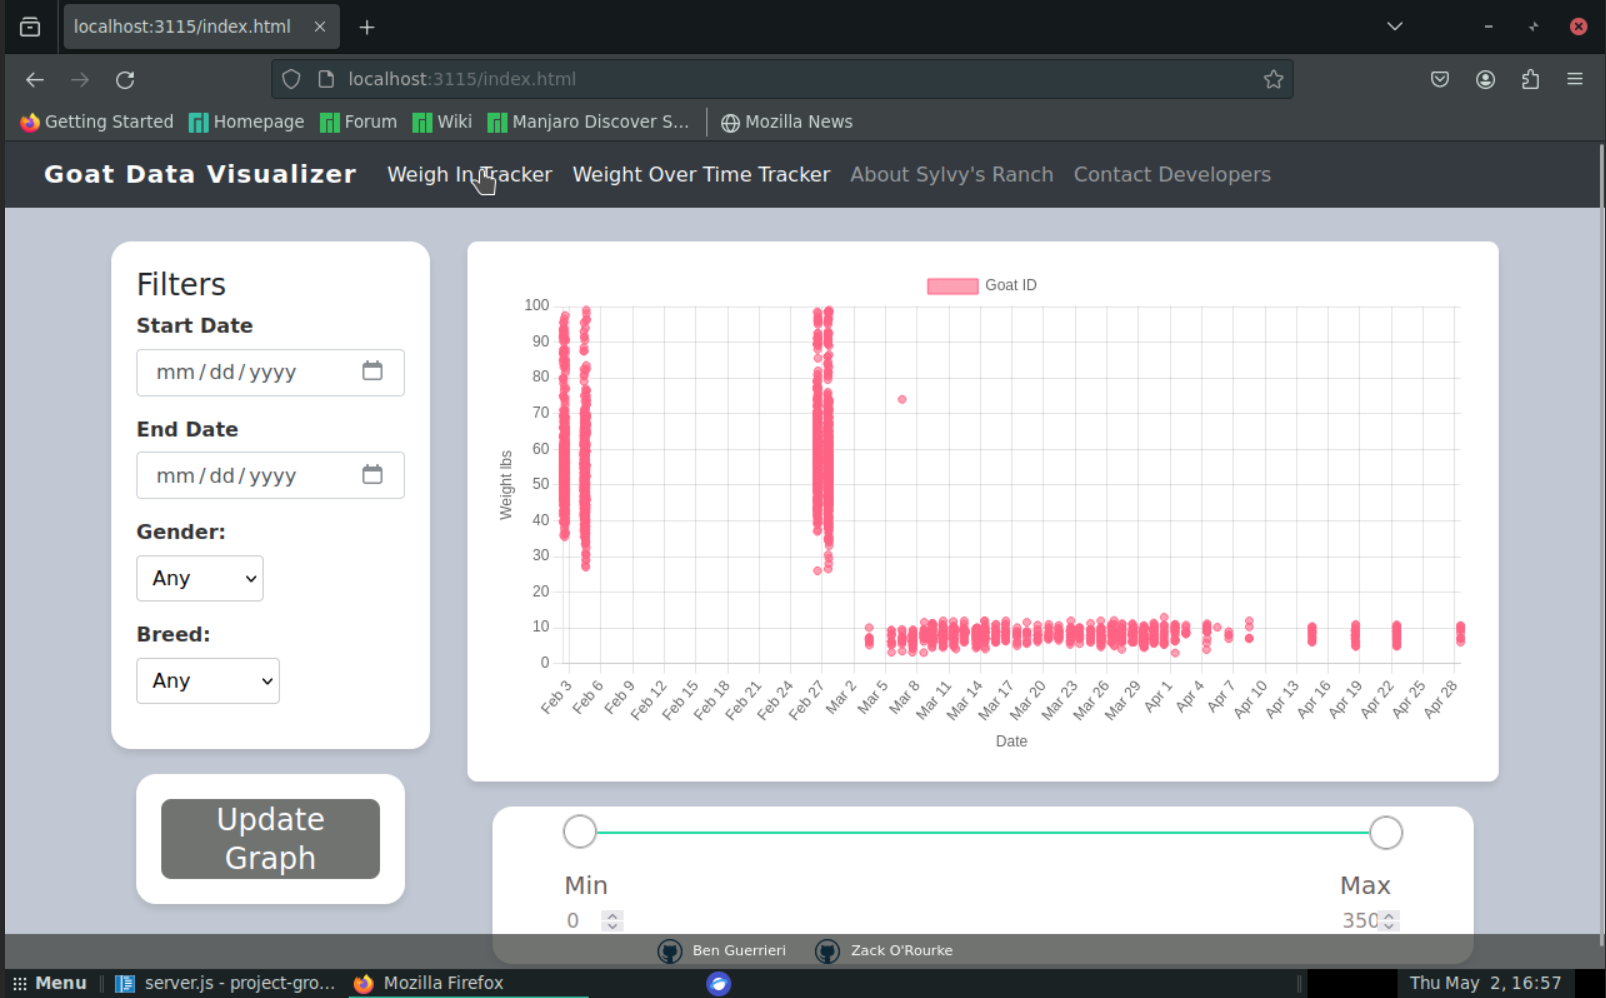 localhost:3115/index.html
localhost:3115/index.html
Getting Started Homepage Forum Wiki Manjaro Discover S... Mozilla News
Goat Data Visualizer Weigh In Tracker Weight Over Time Tracker About Sylvy's Ranch Contact Developers
Filters
Start Date
mm/dd/yyyy
End Date
mm/dd/yyyy
Gender:
Any
Breed:
Any
Update
Graph
Goat ID
100
90
80
70
60
50
40
30
20
10
0
Weight lbs
Feb 3 Feb 6 Feb 9 Feb 12 Feb 15 Feb 18 Feb 21 Feb 24 Feb 27 Mar 2 Mar 5 Mar 8 Mar 11 Mar 14 Mar 17 Mar 20 Mar 23 Mar 26 Mar 29 Apr 1 Apr 4 Apr 7 Apr 10 Apr 13 Apr 16 Apr 19 Apr 22 Apr 25 Apr 28
Date
Min Max
0 350
Ben Guerrieri Zack O'Rourke
Menu server.js - project-gro... Mozilla Firefox Thu May 2, 16:57